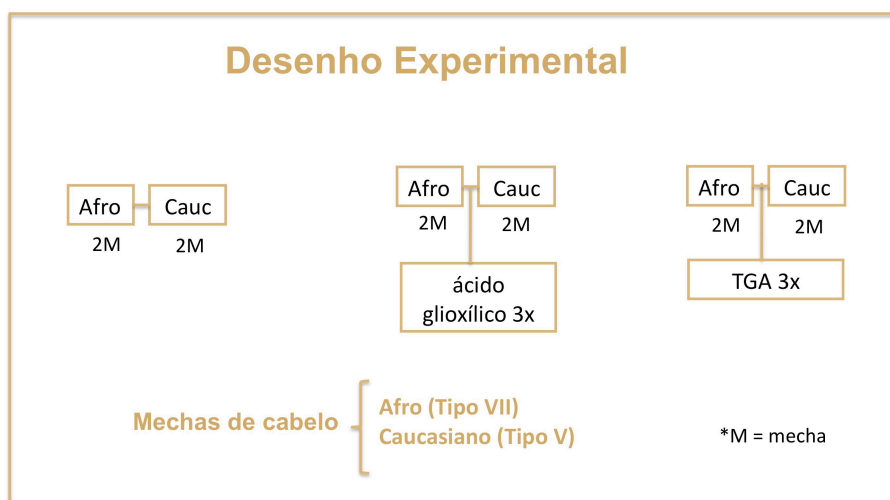 Desenho Experimental
Afro
Cauc
2M
2M
Afro
Cauc
2M
2M
ácido
glioxílico 3x
Afro
Cauc
2M
2M
TGA 3x
Mechas de cabelo
Afro (Tipo VII)
Caucasiano (Tipo V)
*M = mecha